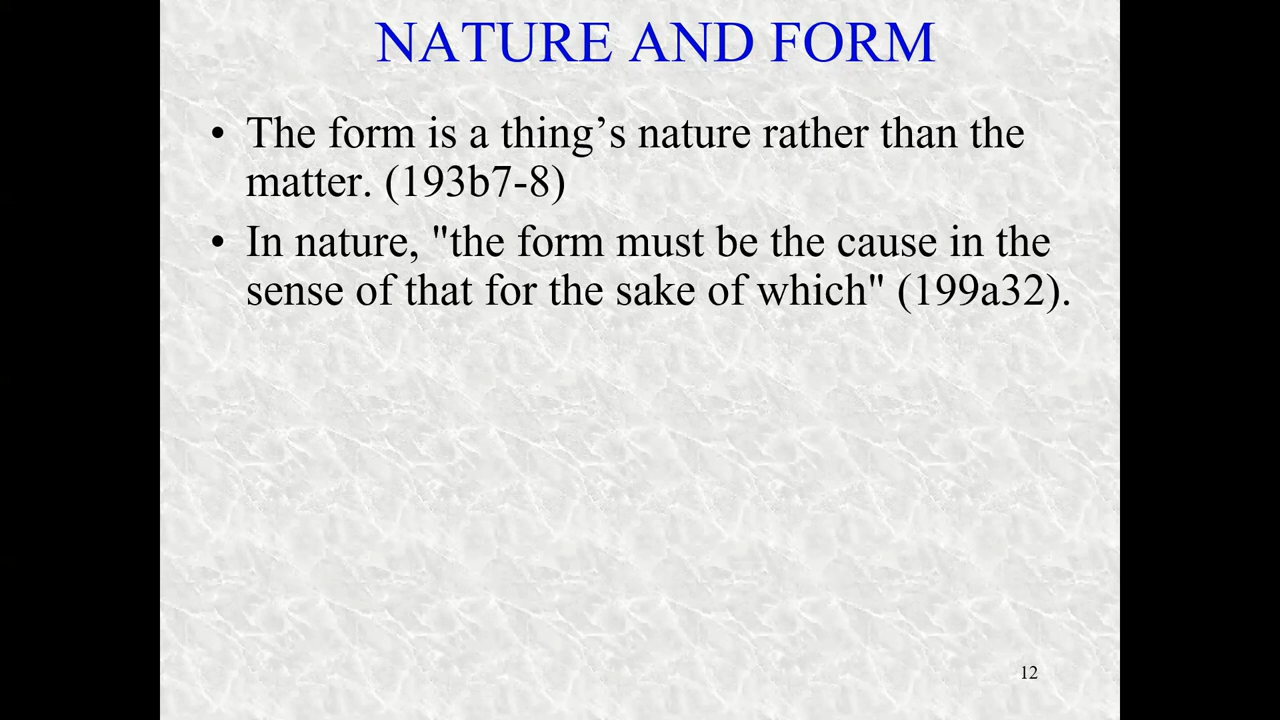 NATURE AND FORM
• The form is a thing’s nature rather than the
matter. (193b7-8)
• In nature, "the form must be the cause in the
sense of that for the sake of which" (199a32).
12